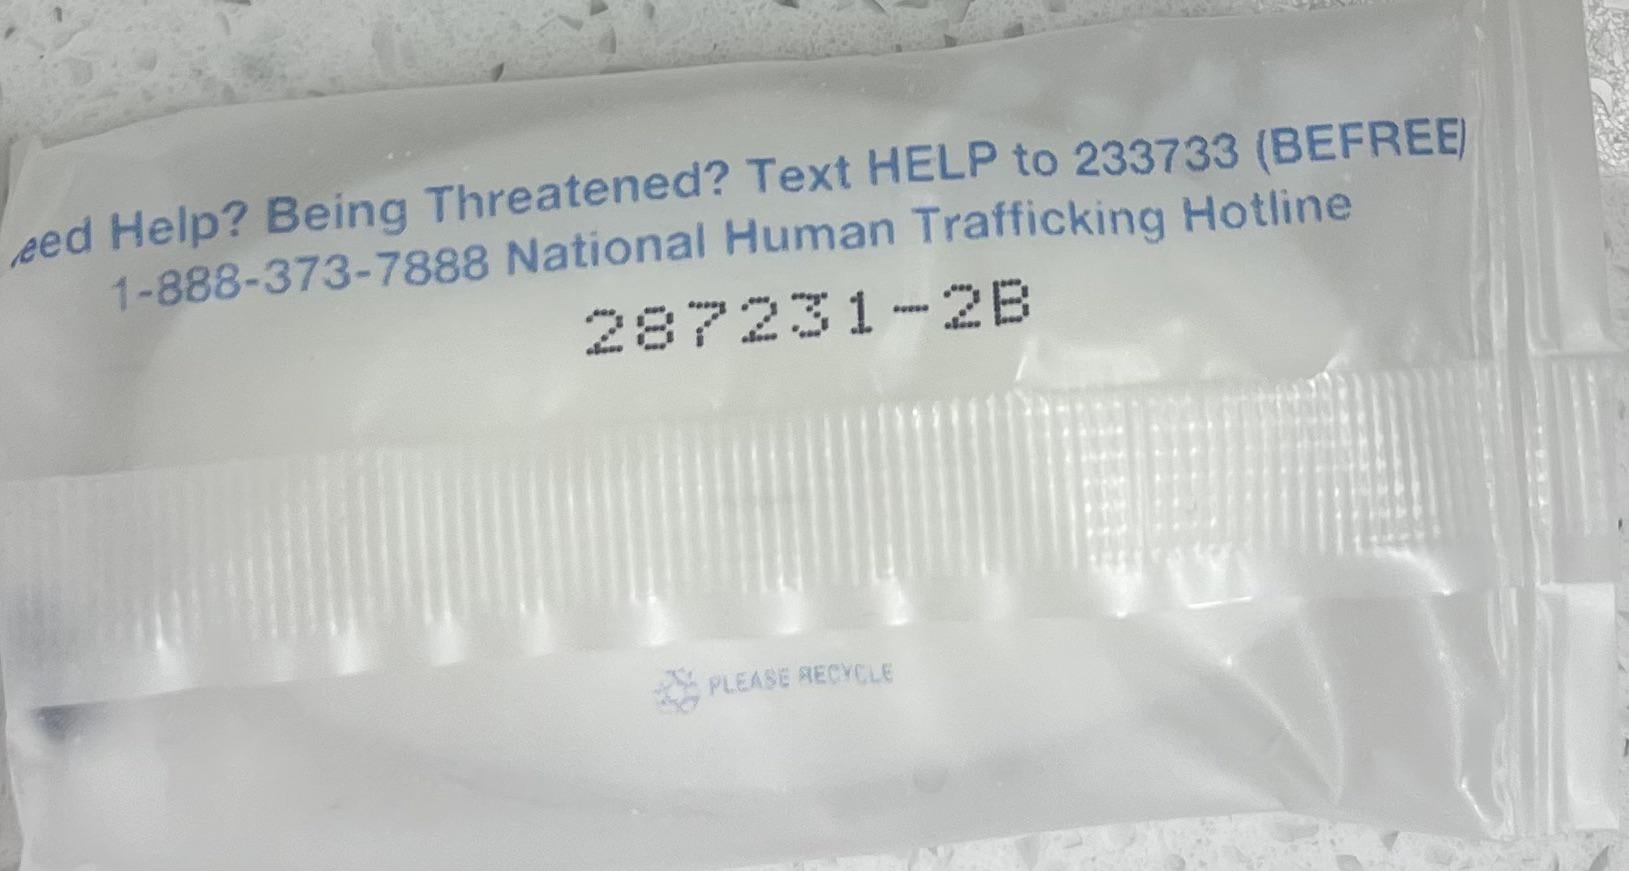 eed Help? Being Threatened? Text HELP to 233733 (BEFREE)
1-888-373-7888 National Human Trafficking Hotline
287231-2B
PLEASE RECYCLE